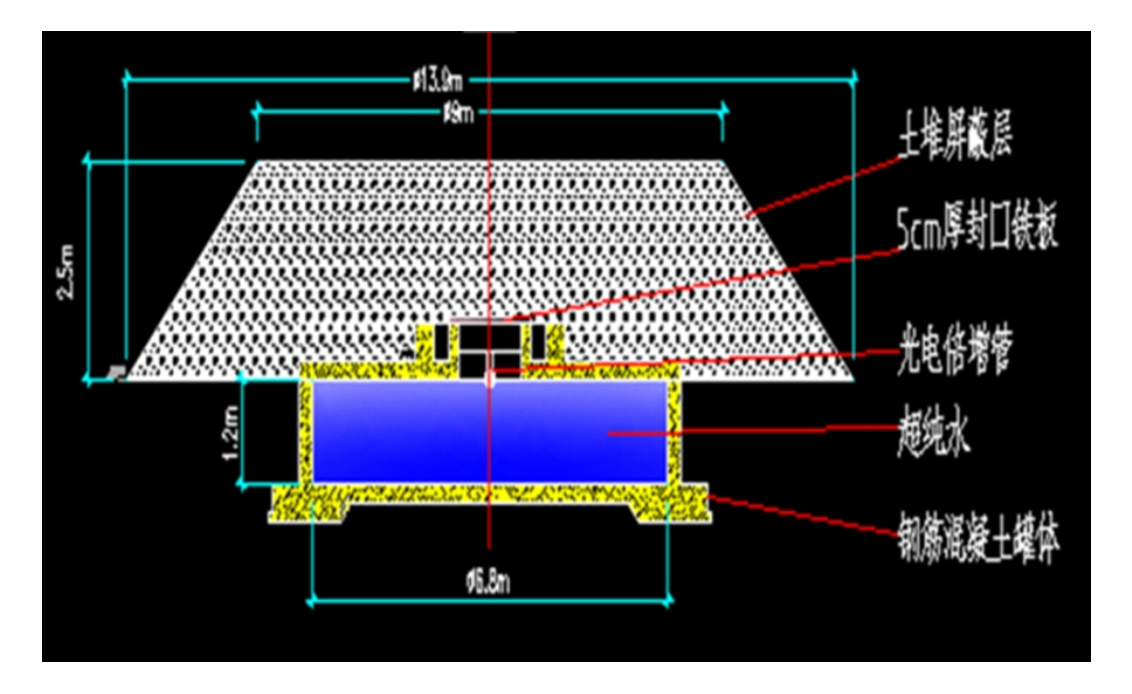 ø13.9m
ø9m
土堆屏蔽层
5cm厚封口铁板
2.5m
光电倍增管
1.2m
超纯水
钢筋混凝土罐体
ø6.8m